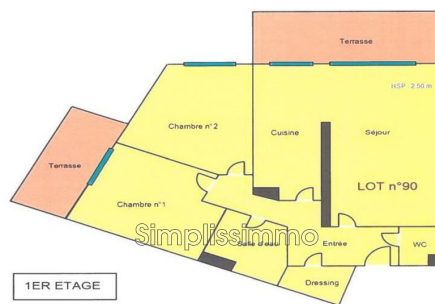 Terrasse
HSP 2.50 m
Chambre n°2
Cuisine
Séjour
Terrasse
LOT n°90
Chambre n°1
Simplissimmo
Salle d'eau
Entrée
WC
Dressing
1ER ETAGE